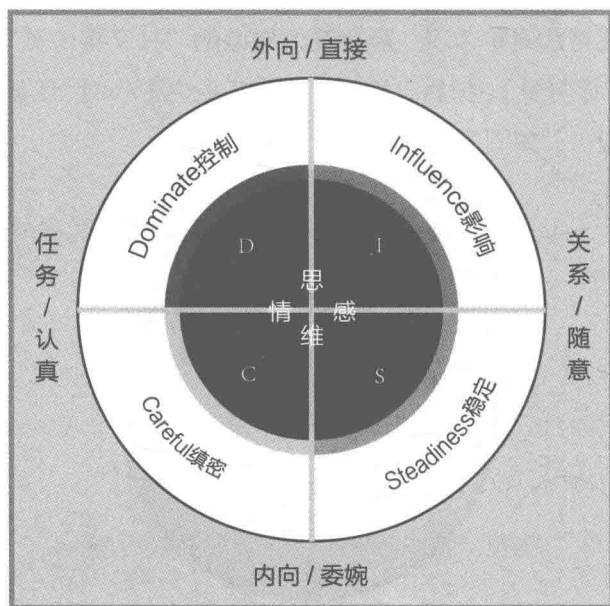 外向 / 直接
Dominate控制
Influence影响
D
I
任务 / 认真
思
情 感
维
关系 / 随意
C
S
Careful缜密
Steadiness稳定
内向 / 委婉